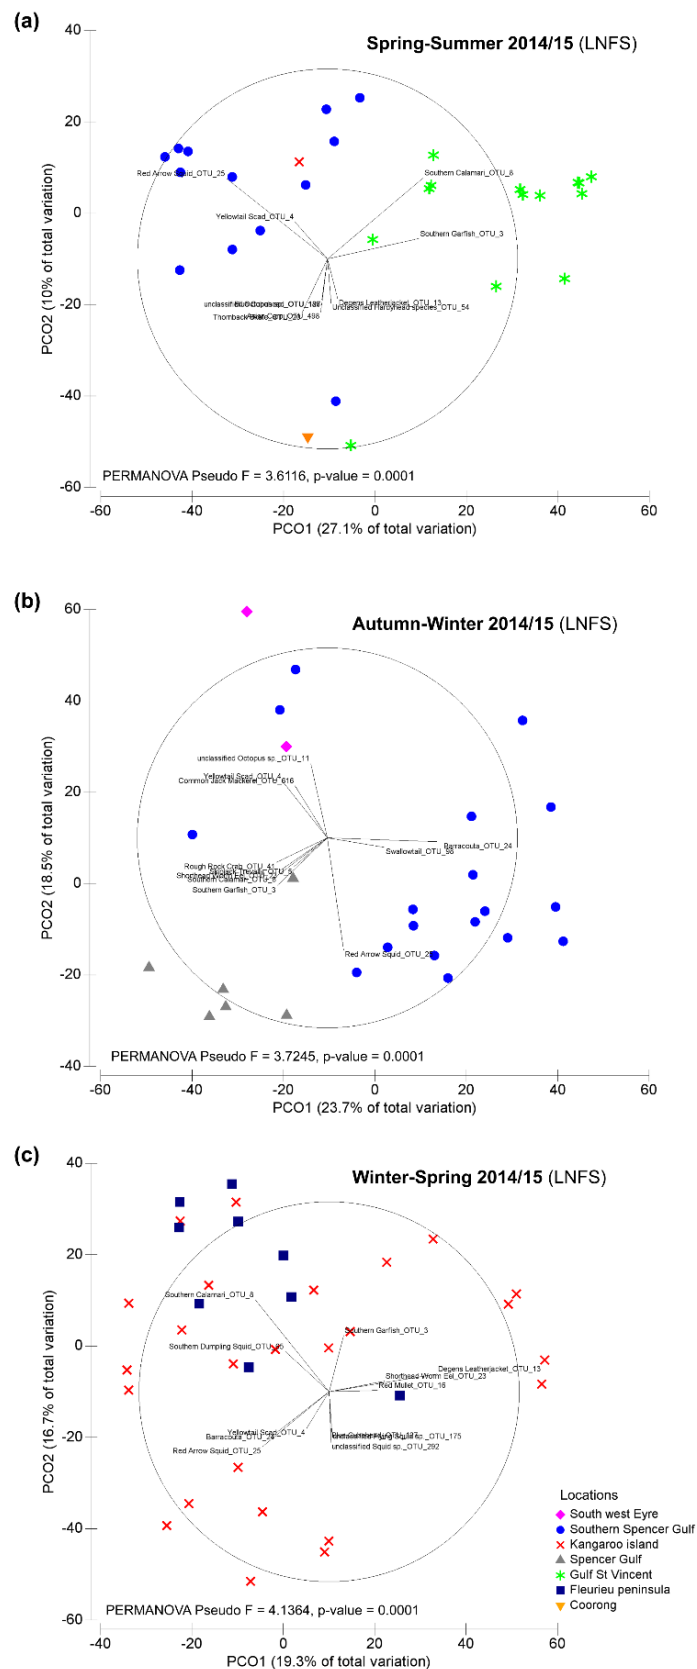 (a)
Spring-Summer 2014/15 (LNFS)
40
20
0
-20
-40
-60
PCO2 (10% of total variation)
Red Arrow Squid_OTU_25
Southern Calamari_OTU_8
Yellowtail Scad_OTU_4
Southern Garfish_OTU_3
Degens Leatherjacket_OTU_13
Unclassified Hardyhead species_OTU_54
PERMANOVA Pseudo F = 3.6116, p-value = 0.0001
-60 -40 -20 0 20 40 60
PCO1 (27.1% of total variation)
(b)
Autumn-Winter 2014/15 (LNFS)
60
40
20
0
-20
-40
PCO2 (18.5% of total variation)
unclassified Octopus sp._OTU_11
Yellowtail Scad_OTU_4
Common Jack Mackerel_OTU_616
Barracouta_OTU_24
Swallowtail_OTU_98
Rough Rock Crab_OTU_41
Southern Calamari_OTU_8
Southern Garfish_OTU_3
Red Arrow Squid_OTU_25
PERMANOVA Pseudo F = 3.7245, p-value = 0.0001
-60 -40 -20 0 20 40 60
PCO1 (23.7% of total variation)
(c)
Winter-Spring 2014/15 (LNFS)
40
20
0
-20
-40
-60
PCO2 (16.7% of total variation)
Southern Calamari_OTU_8
Southern Garfish_OTU_3
Southern Dumpling Squid_OTU_95
Degens Leatherjacket_OTU_13
Shorthead Worm Eel_OTU_23
Red Mullet_OTU_16
Yellowtail Scad_OTU_4
Barracouta_OTU_24
Red Arrow Squid_OTU_25
unclassified Squid sp._OTU_292
Locations
South west Eyre
Southern Spencer Gulf
Kangaroo island
Spencer Gulf
Gulf St Vincent
Fleurieu peninsula
Coorong
PERMANOVA Pseudo F = 4.1364, p-value = 0.0001
-60 -40 -20 0 20 40 60
PCO1 (19.3% of total variation)